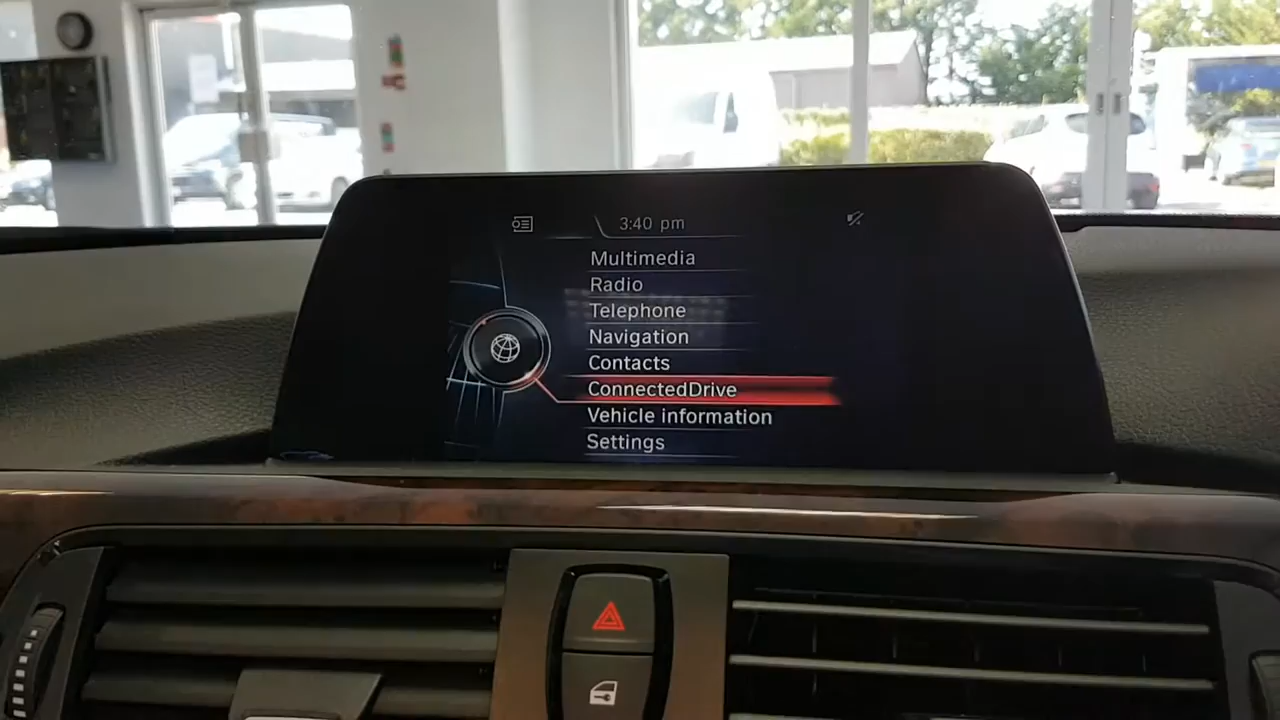 3:40 pm
Multimedia
Radio
Telephone
Navigation
Contacts
ConnectedDrive
Vehicle information
Settings